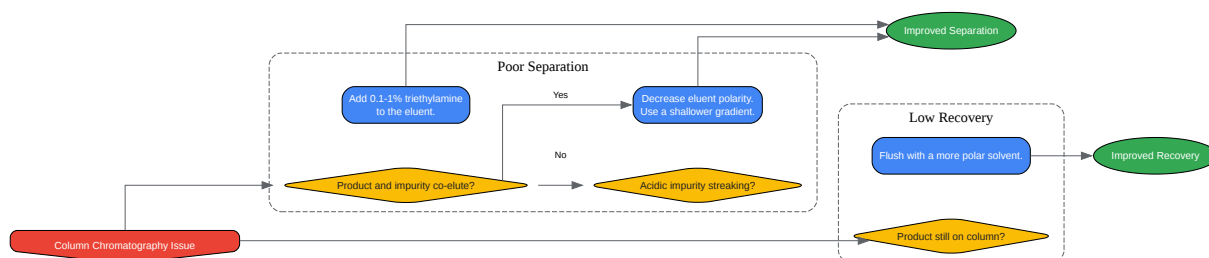 Improved Separation
Poor Separation
Add 0.1-1% triethylamine
to the eluent.
Yes
Decrease eluent polarity.
Use a shallower gradient.
Low Recovery
Flush with a more polar solvent.
Improved Recovery
No
Product and impurity co-elute?
Acidic impurity streaking?
Column Chromatography Issue
Product still on column?